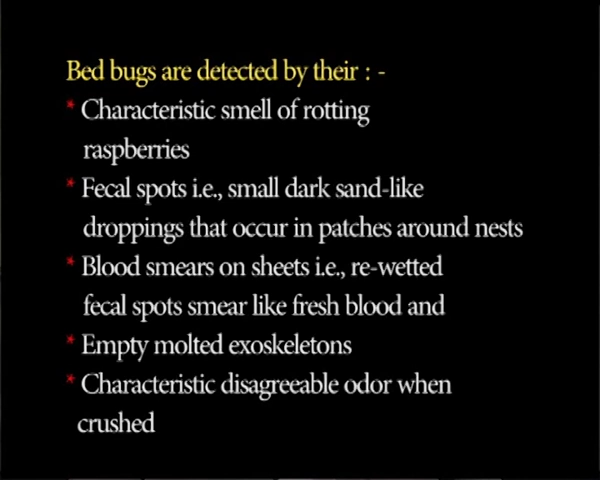 Bed bugs are detected by their : -
* Characteristic smell of rotting
raspberries
* Fecal spots i.e., small dark sand-like
droppings that occur in patches around nests
* Blood smears on sheets i.e., re-wetted
fecal spots smear like fresh blood and
* Empty molted exoskeletons
* Characteristic disagreeable odor when
crushed